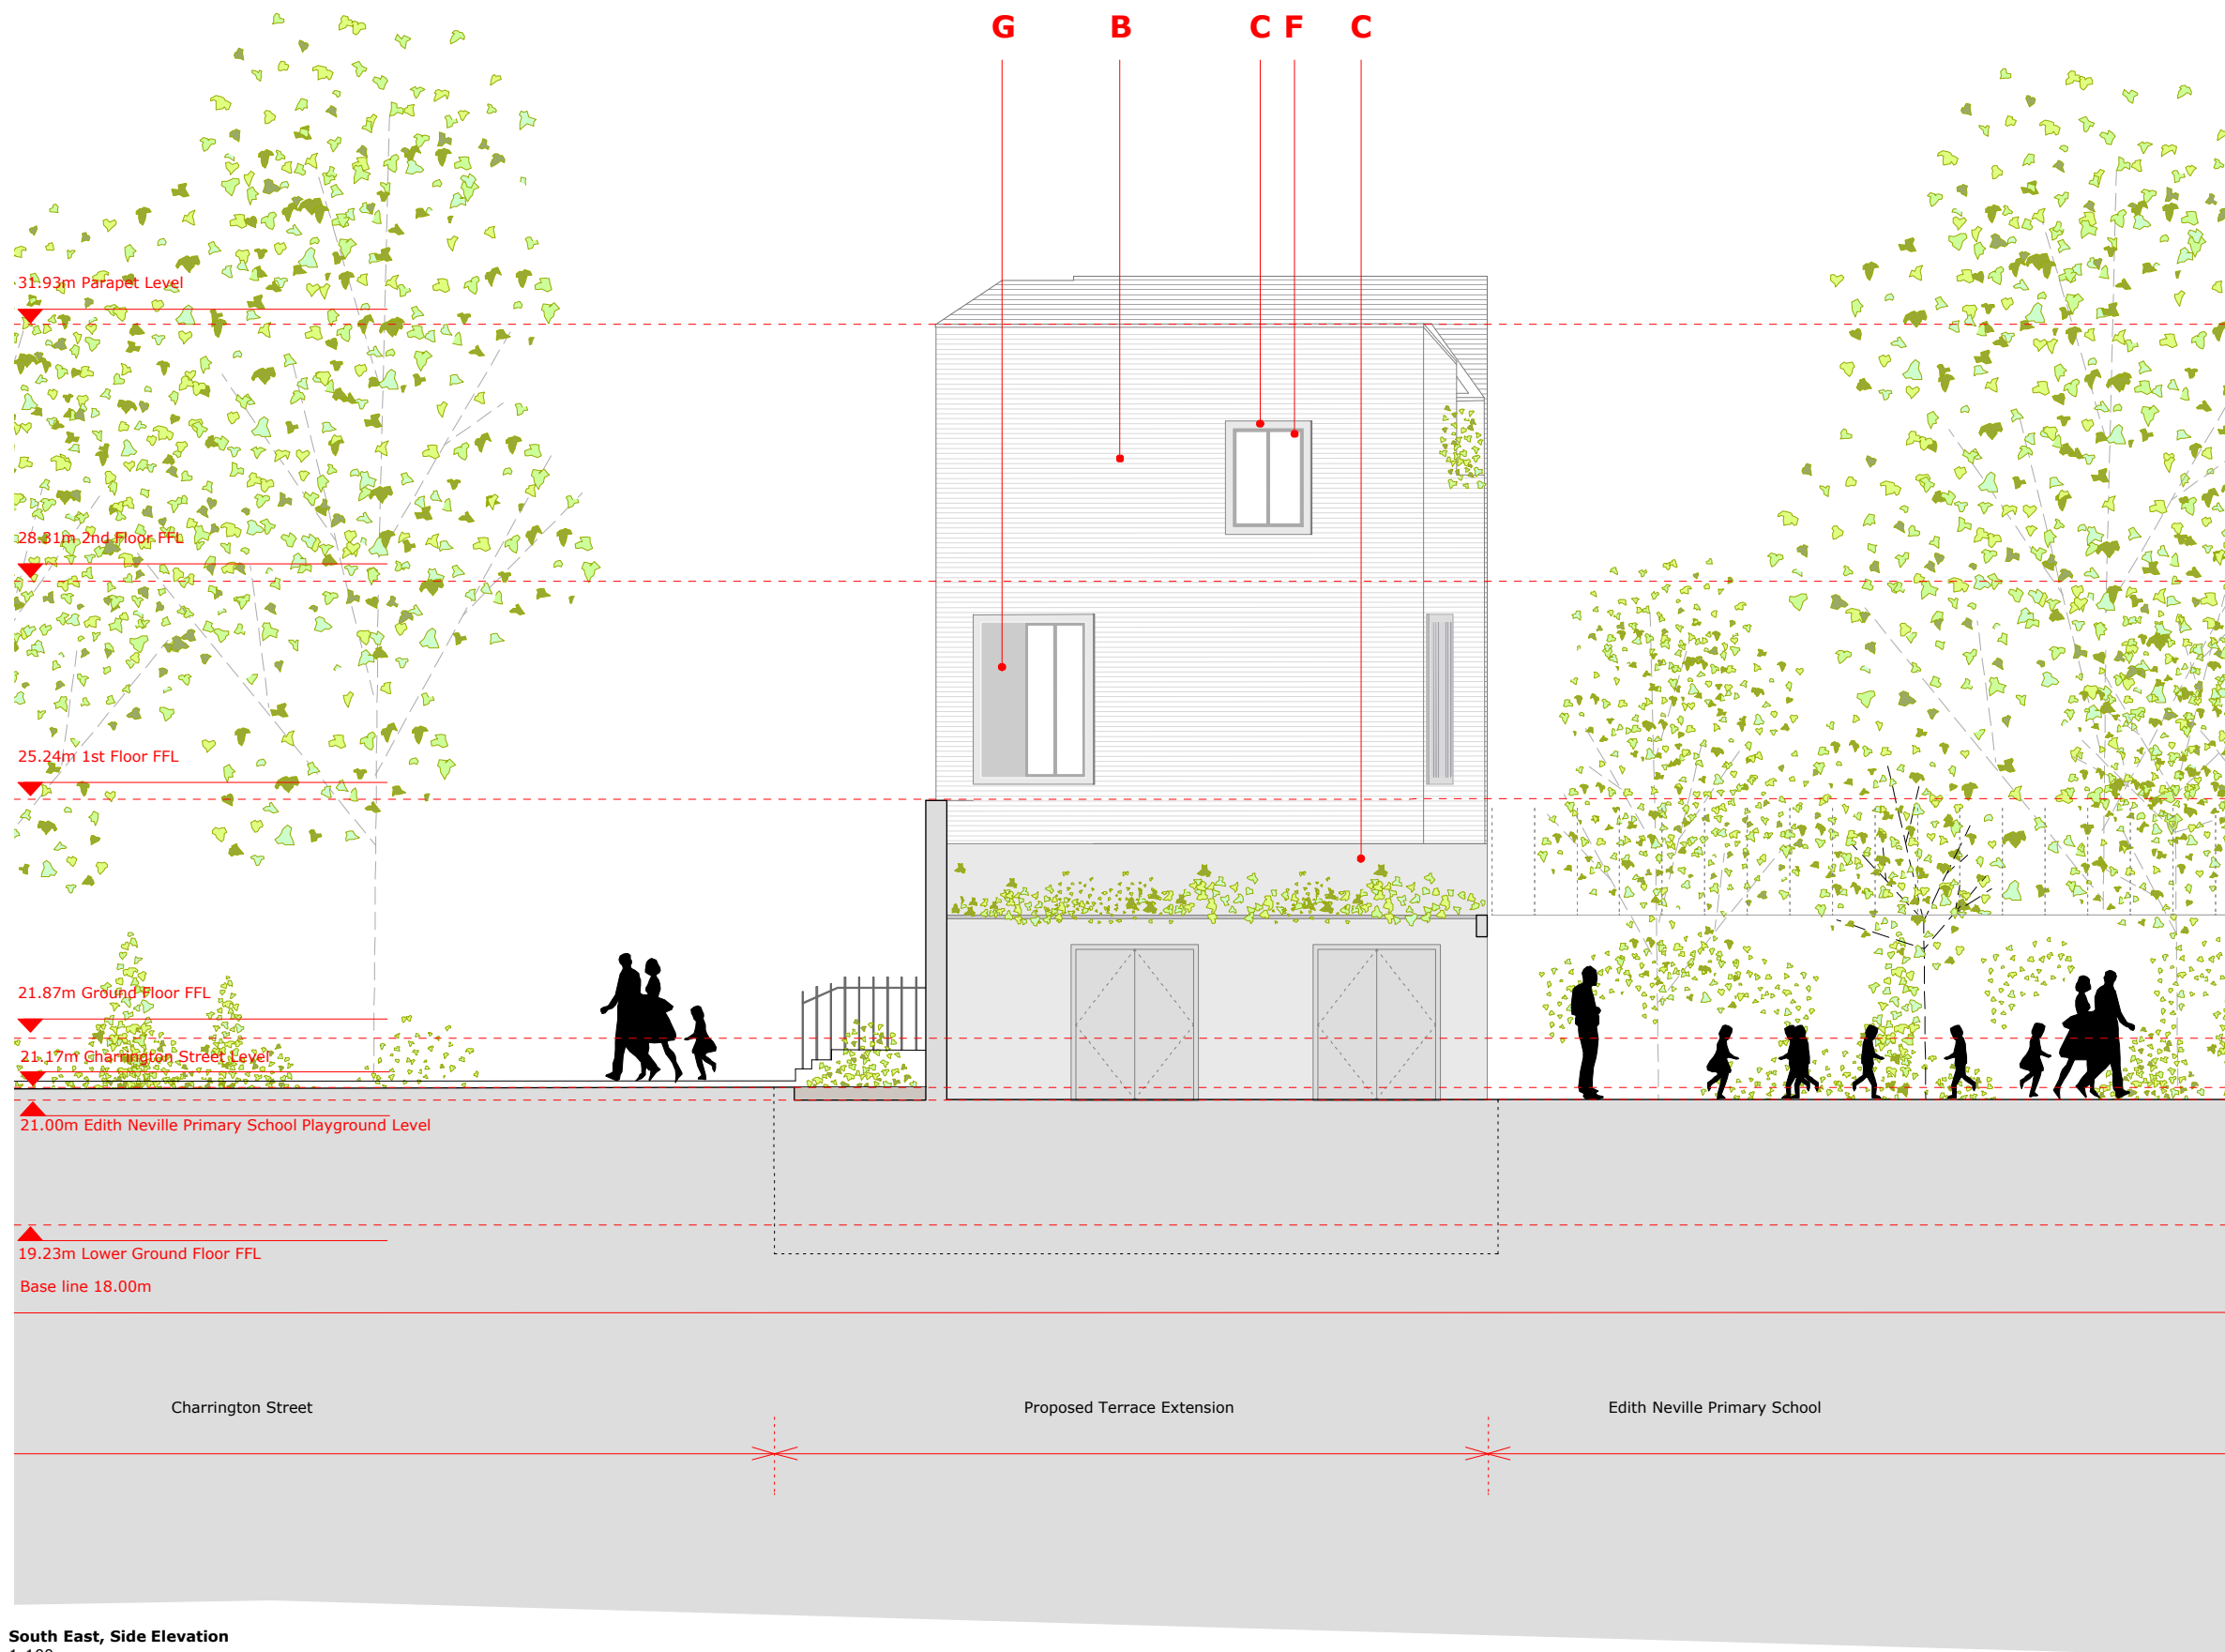 G B C F C
31.93m Parapet Level
28.31m 2nd Floor FFL
25.24m 1st Floor FFL
21.87m Ground Floor FFL
21.17m Charrington Street Level
21.00m Edith Neville Primary School Playground Level
19.23m Lower Ground Floor FFL
Base line 18.00m
Charrington Street Proposed Terrace Extension Edith Neville Primary School
South East, Side Elevation